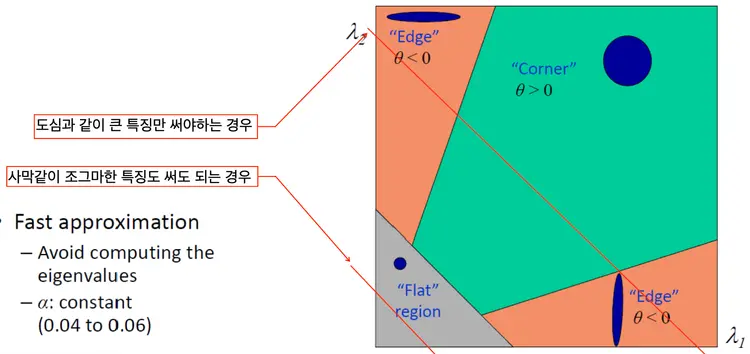 λ2
"Edge"
θ < 0
"Corner"
θ > 0
도심과 같이 큰 특징만 써야하는 경우
사막같이 조그마한 특징도 써도 되는 경우
• Fast approximation
– Avoid computing the
eigenvalues
– α: constant
(0.04 to 0.06)
"Flat"
region
"Edge"
θ < 0
λ1